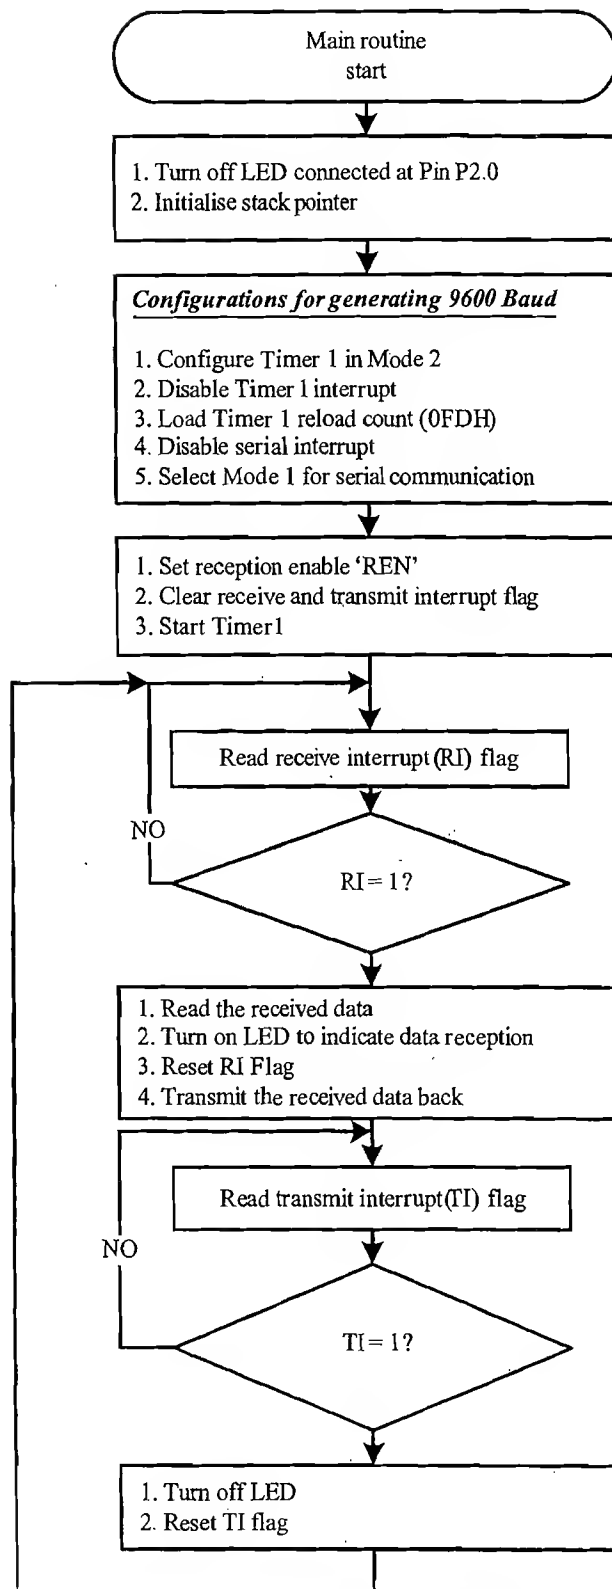 Main routine
start
1. Turn off LED connected at Pin P2.0
2. Initialise stack pointer
Configurations for generating 9600 Baud
1. Configure Timer 1 in Mode 2
2. Disable Timer 1 interrupt
3. Load Timer 1 reload count (0FDH)
4. Disable serial interrupt
5. Select Mode 1 for serial communication
1. Set reception enable ‘REN’
2. Clear receive and transmit interrupt flag
3. Start Timer1
Read receive interrupt (RI) flag
NO
RI = 1?
1. Read the received data
2. Turn on LED to indicate data reception
3. Reset RI Flag
4. Transmit the received data back
Read transmit interrupt(TI) flag
NO
TI = 1?
1. Turn off LED
2. Reset TI flag